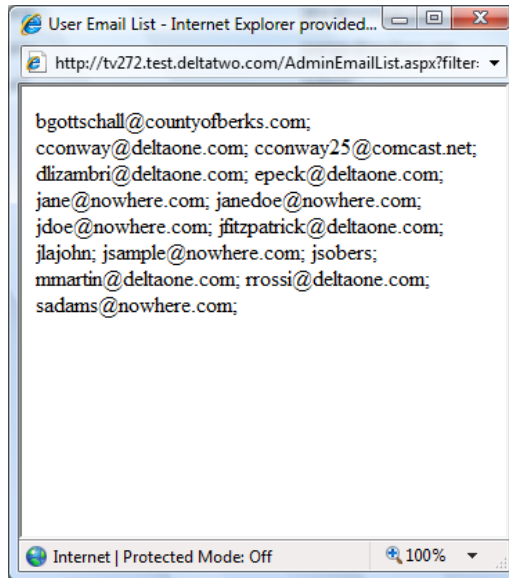 User Email List - Internet Explorer provided...
http://tv272.test.deltatwo.com/AdminEmailList.aspx?filter:
bgottschall@countyofberks.com;
cconway@deltaone.com; cconway25@comcast.net;
dlizambri@deltaone.com; epeck@deltaone.com;
jane@nowhere.com; janedoe@nowhere.com;
jdoe@nowhere.com; jfitzpatrick@deltaone.com;
jlajohn; jsample@nowhere.com; jsobers;
mmartin@deltaone.com; rrossi@deltaone.com;
sadams@nowhere.com;
Internet | Protected Mode: Off
100%